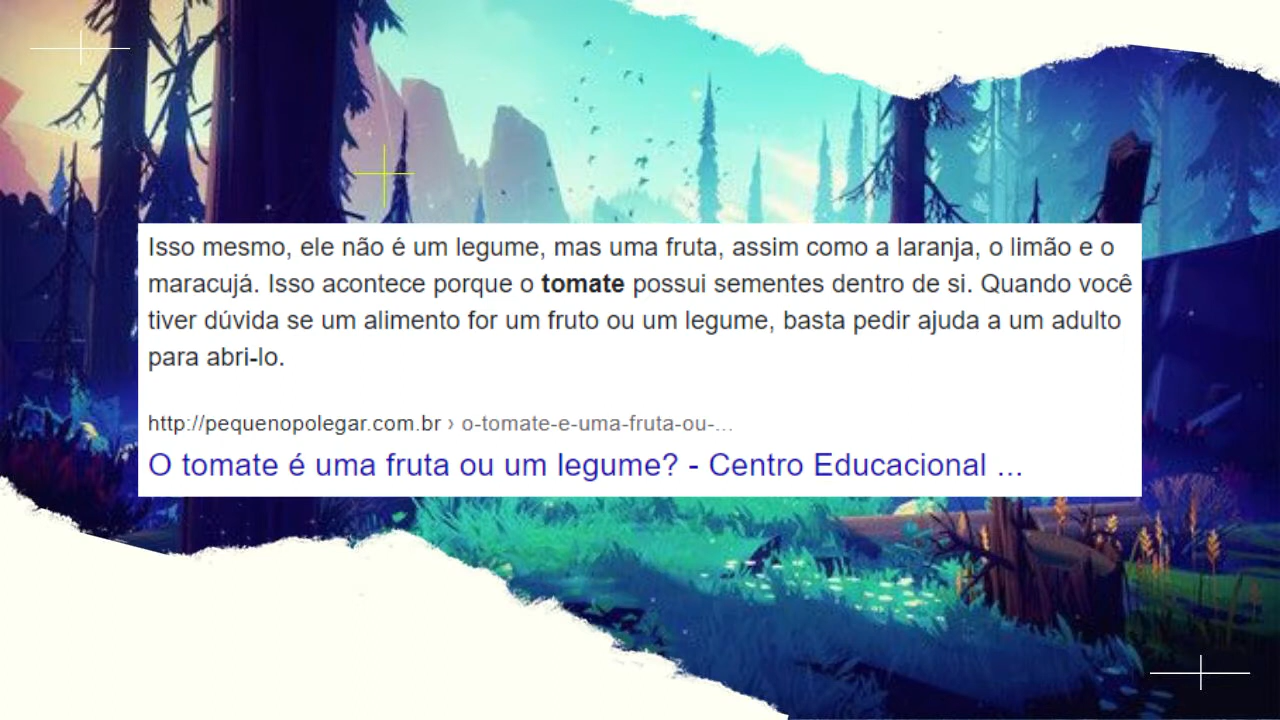 Isso mesmo, ele não é um legume, mas uma fruta, assim como a laranja, o limão e o
maracujá. Isso acontece porque o tomate possui sementes dentro de si. Quando você
tiver dúvida se um alimento for um fruto ou um legume, basta pedir ajuda a um adulto
para abri-lo.
http://pequenopolegar.com.br › o-tomate-e-uma-fruta-ou-...
O tomate é uma fruta ou um legume? - Centro Educacional ...